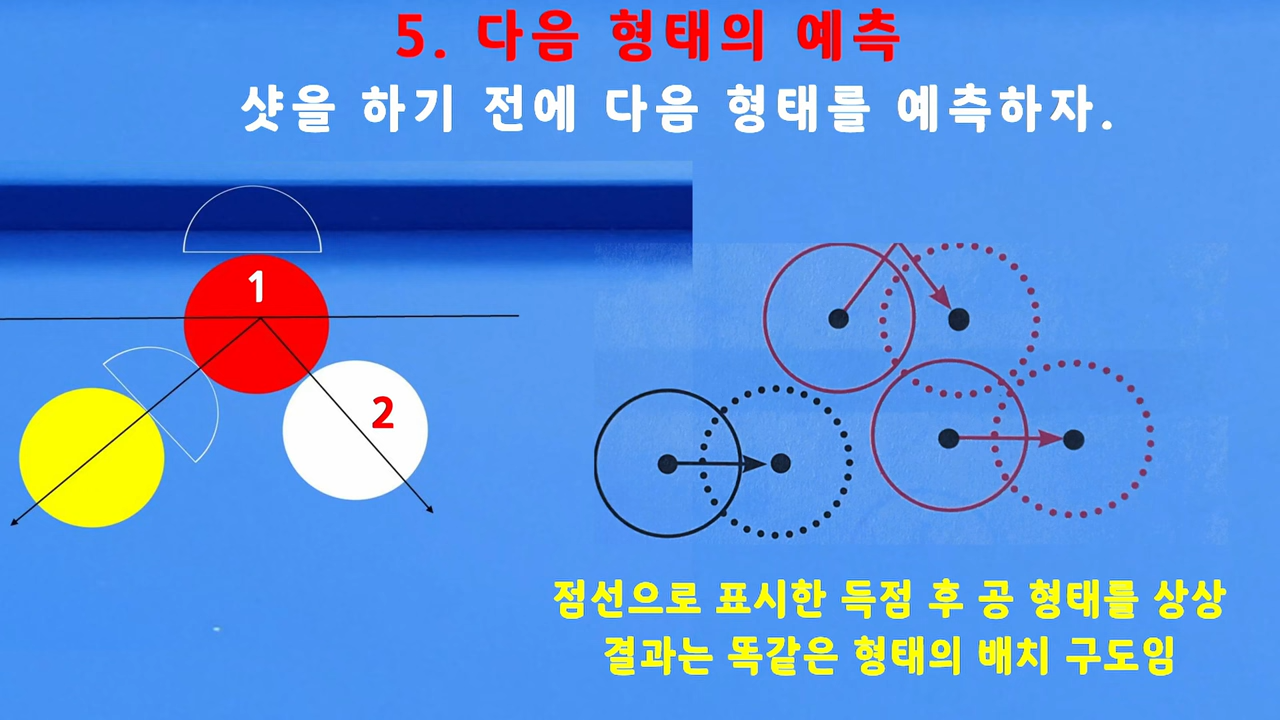 5. 다음 형태의 예측
샷을 하기 전에 다음 형태를 예측하자.
1
2
점선으로 표시한 득점 후 공 형태를 상상
결과는 똑같은 형태의 배치 구도임